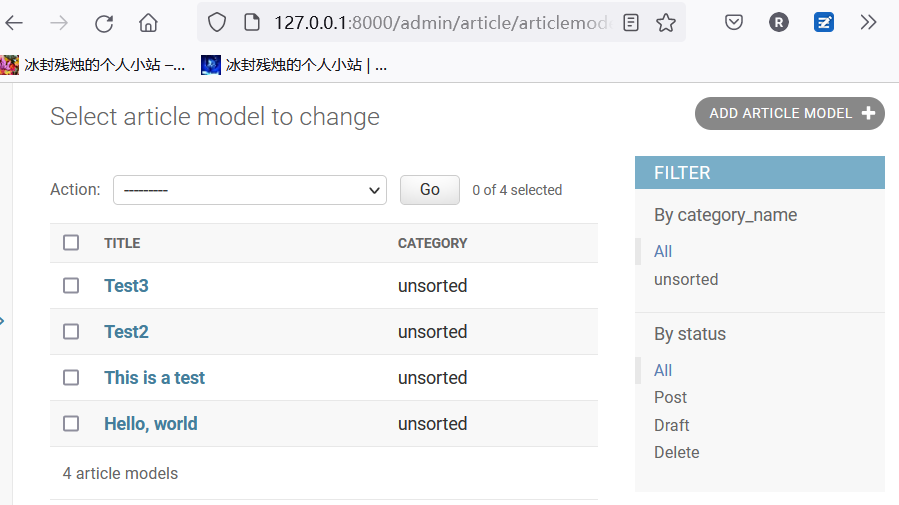 127.0.0.1:8000/admin/article/articlemod
冰封残烛的个人小站 –...
冰封残烛的个人小站 | ...
Select article model to change
ADD ARTICLE MODEL
Action:
---------
Go
0 of 4 selected
TITLE CATEGORY
Test3 unsorted
Test2 unsorted
This is a test unsorted
Hello, world unsorted
4 article models
FILTER
By category_name
All
unsorted
By status
All
Post
Draft
Delete